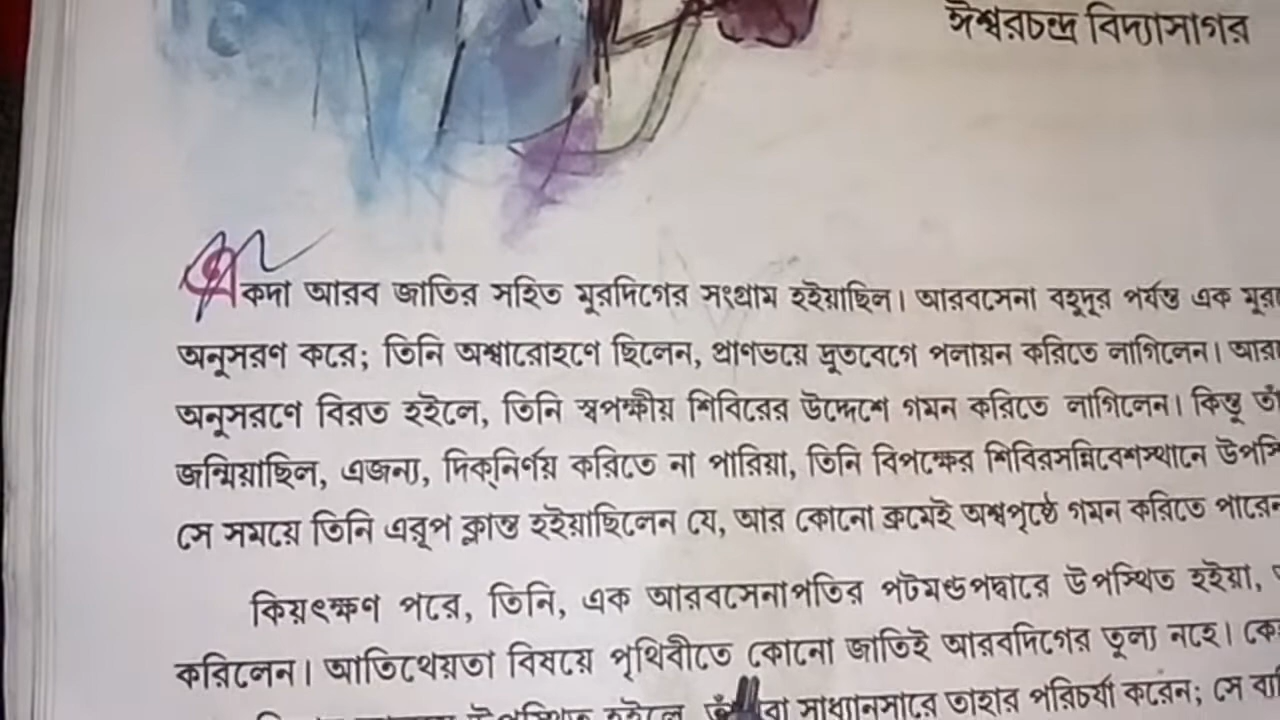 ঈশ্বরচন্দ্র বিদ্যাসাগর
একদা আরব জাতির সহিত মূরদিগের সংগ্রাম হইয়াছিল। আরবসেনা বহুদূর পর্যন্ত এক মূর
অনুসরণ করে; তিনি অশ্বারোহণে ছিলেন, প্রাণভয়ে দ্রুতবেগে পলায়ন করিতে লাগিলেন।
অনুসরণে বিরত হইলে, তিনি স্বপক্ষীয় শিবিরের উদ্দেশে গমন করিতে লাগিলেন। কিন্তু
জন্মিয়াছিল, এজন্য, দিক্‌নির্ণয় করিতে না পারিয়া, তিনি বিপক্ষের শিবিরসন্নিবেশস্থানে
সে সময়ে তিনি এরূপ ক্লান্ত হইয়াছিলেন যে, আর কোনো ক্রমেই অশ্বপৃষ্ঠে গমন করিতে
কিয়ৎক্ষণ পরে, তিনি, এক আরবসেনাপতির পটমণ্ডপদ্বারে উপস্থিত হইয়া,
করিলেন। আতিথেয়তা বিষয়ে পৃথিবীতে কোনো জাতিই আরবদিগের তুল্য নহে।
উপস্থিত হইলে, সাধ্যানুসারে তাহার পরিচর্যা করেন; সে